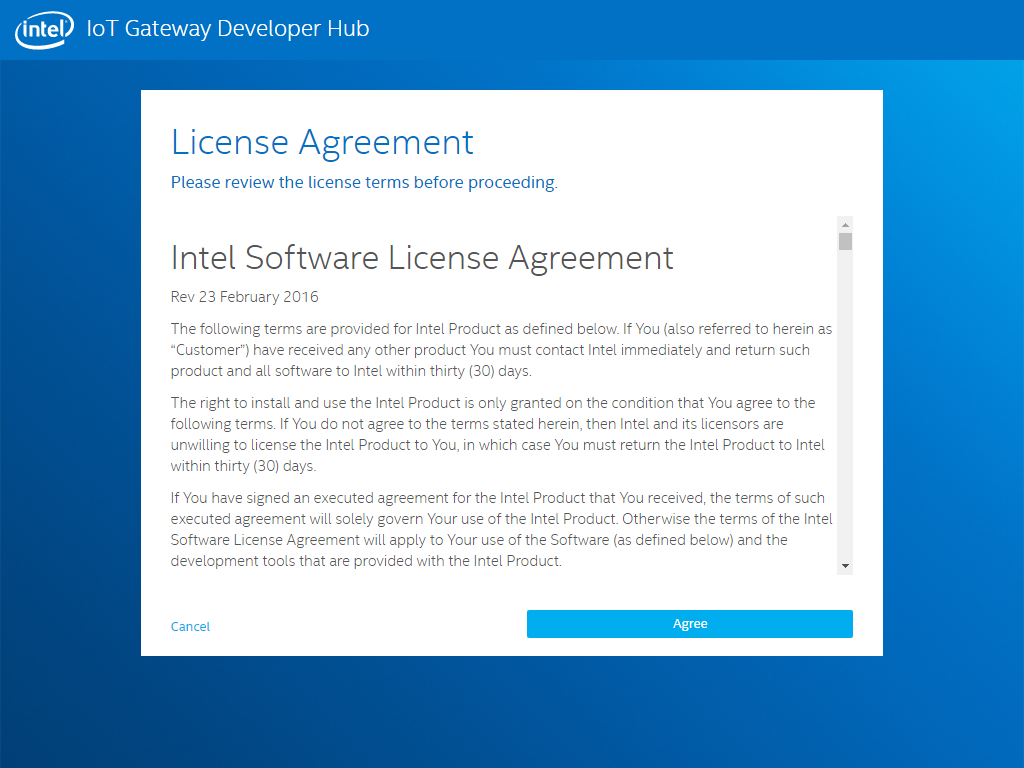 intel IoT Gateway Developer Hub
License Agreement
Please review the license terms before proceeding.
Intel Software License Agreement
Rev 23 February 2016
The following terms are provided for Intel Product as defined below. If You (also referred to herein as
“Customer”) have received any other product You must contact Intel immediately and return such
product and all software to Intel within thirty (30) days.
The right to install and use the Intel Product is only granted on the condition that You agree to the
following terms. If You do not agree to the terms stated herein, then Intel and its licensors are
unwilling to license the Intel Product to You, in which case You must return the Intel Product to Intel
within thirty (30) days.
If You have signed an executed agreement for the Intel Product that You received, the terms of such
executed agreement will solely govern Your use of the Intel Product. Otherwise the terms of the Intel
Software License Agreement will apply to Your use of the Software (as defined below) and the
development tools that are provided with the Intel Product.
Cancel
Agree